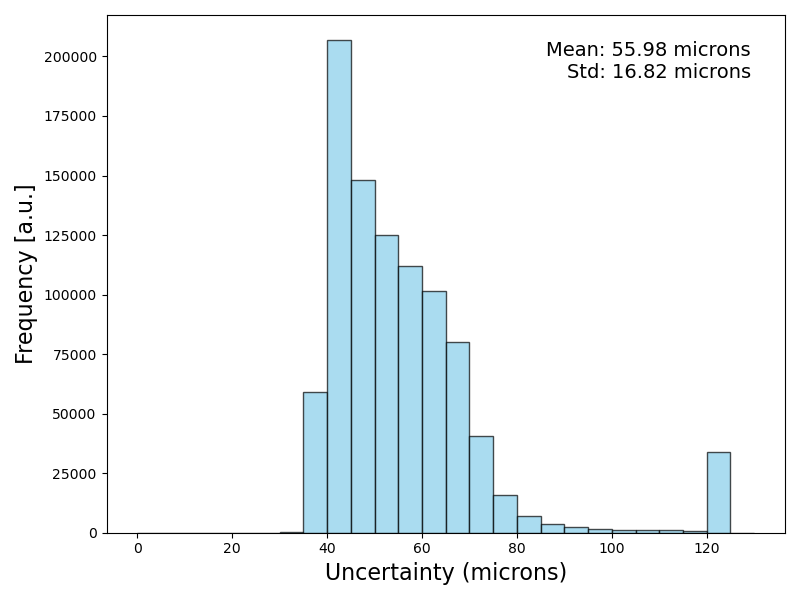 Mean: 55.98 microns
Std: 16.82 microns
Frequency [a.u.]
200000
175000
150000
125000
100000
75000
50000
25000
0
0 20 40 60 80 100 120
Uncertainty (microns)